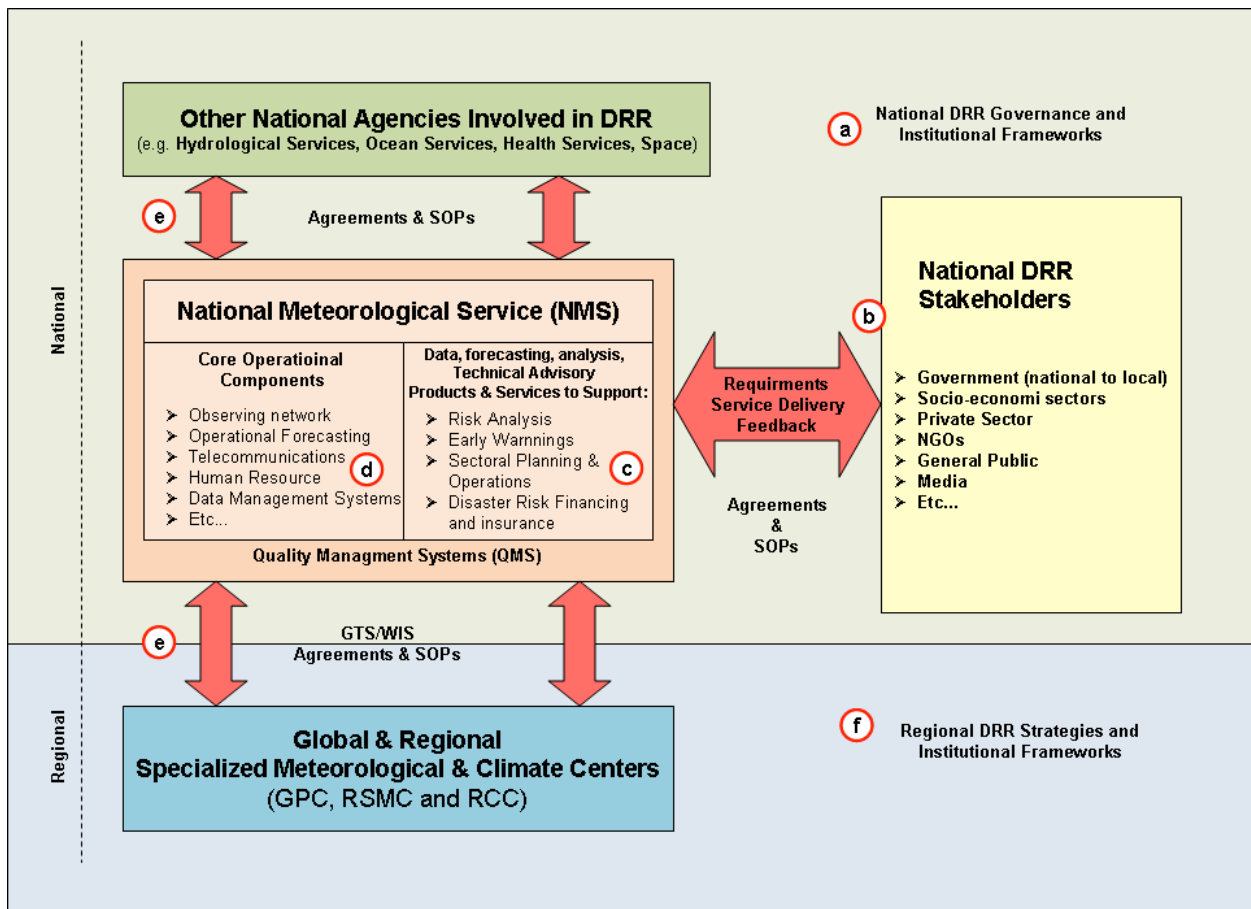 Other National Agencies Involved in DRR
(e.g. Hydrological Services, Ocean Services, Health Services, Space)
a
National DRR Governance and
Institutional Frameworks
e
Agreements & SOPs
National
National Meteorological Service (NMS)
Core Operatioinal
Components
➢ Observing network
➢ Operational Forecasting
➢ Telecommunications
➢ Human Resource
➢ Data Management Systems
➢ Etc...
d
Data, forecasting, analysis,
Technical Advisory
Products & Services to Support:
➢ Risk Analysis
➢ Early Warnnings
➢ Sectoral Planning &
Operations
➢ Disaster Risk Financing
and insurance
c
Quality Managment Systems (QMS)
Requirments
Service Delivery
Feedback
Agreements
&
SOPs
b
National DRR
Stakeholders
➢ Government (national to local)
➢ Socio-economi sectors
➢ Private Sector
➢ NGOs
➢ General Public
➢ Media
➢ Etc...
e
GTS/WIS
Agreements & SOPs
Regional
Global & Regional
Specialized Meteorological & Climate Centers
(GPC, RSMC and RCC)
f
Regional DRR Strategies and
Institutional Frameworks